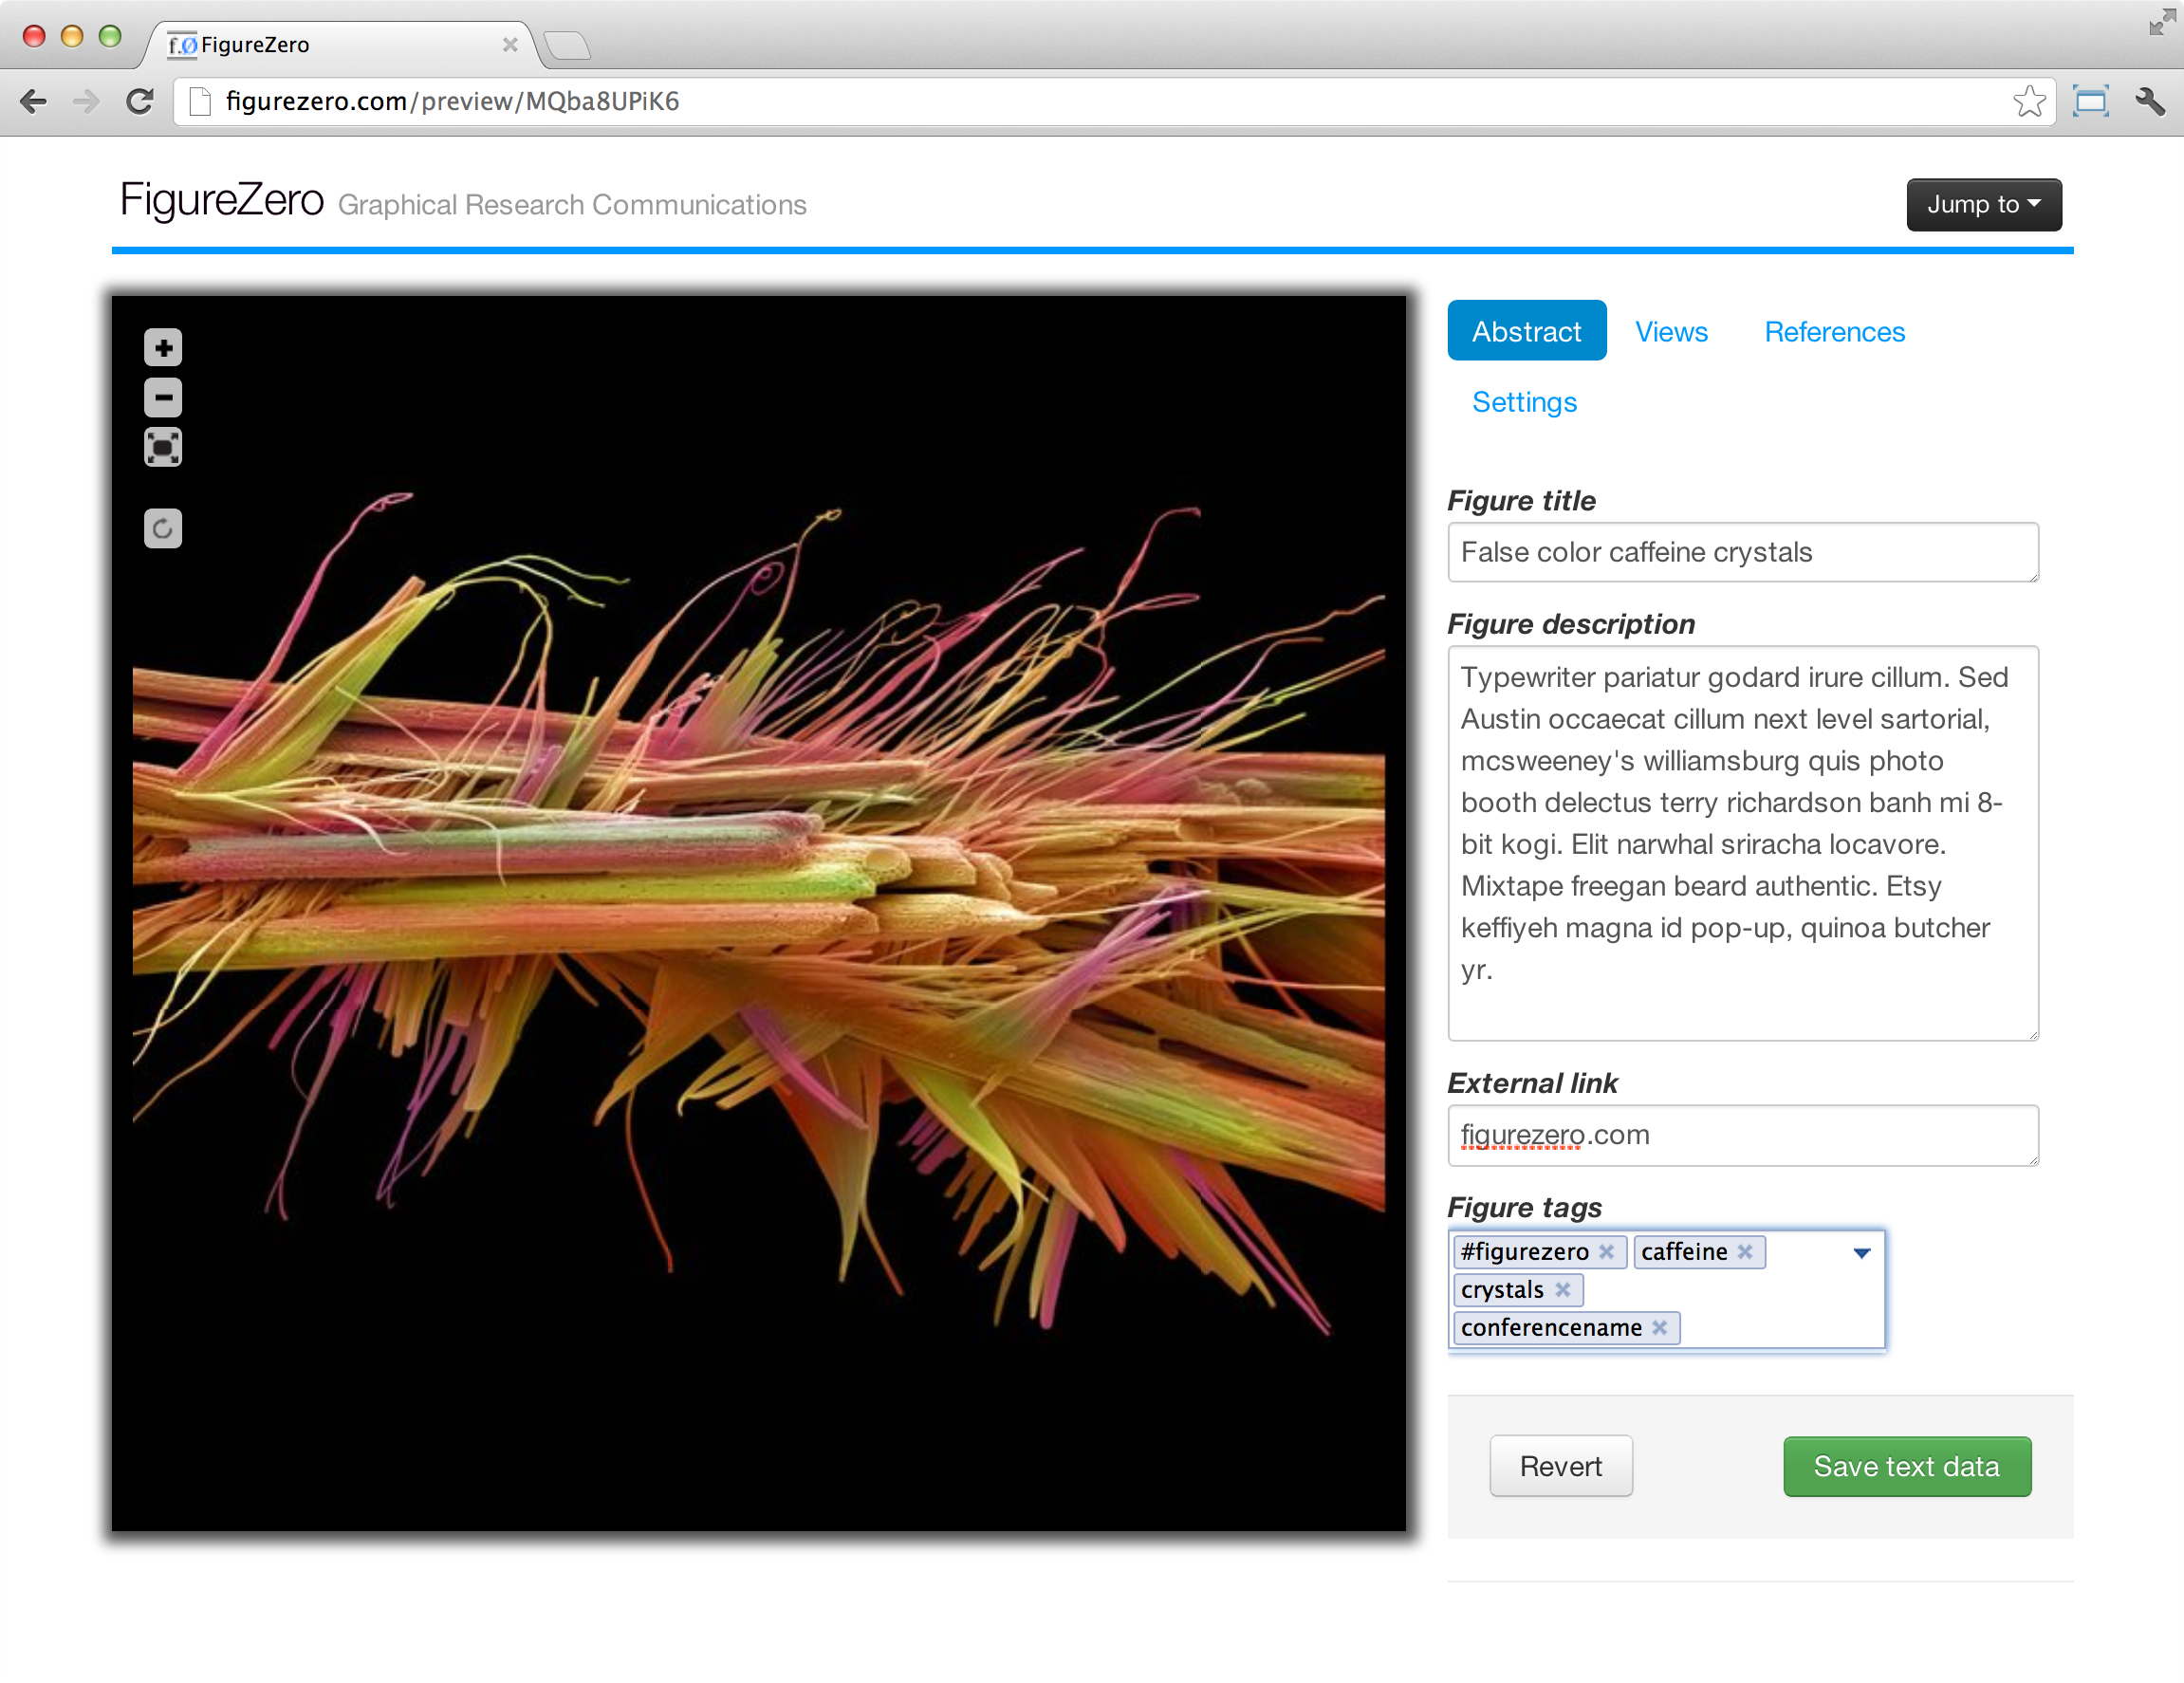 f.0 FigureZero
figurezero.com/preview/MQba8UPiK6
FigureZero Graphical Research Communications
Jump to
Abstract Views References
Settings
Figure title
False color caffeine crystals
Figure description
Typewriter pariatur godard irure cillum. Sed
Austin occaecat cillum next level sartorial,
mcsweeney's williamsburg quis photo
booth delectus terry richardson banh mi 8-
bit kogi. Elit narwhal sriracha locavore.
Mixtape freegan beard authentic. Etsy
keffiyeh magna id pop-up, quinoa butcher
yr.
External link
figurezero.com
Figure tags
#figurezero caffeine
crystals
conferencename
Revert Save text data